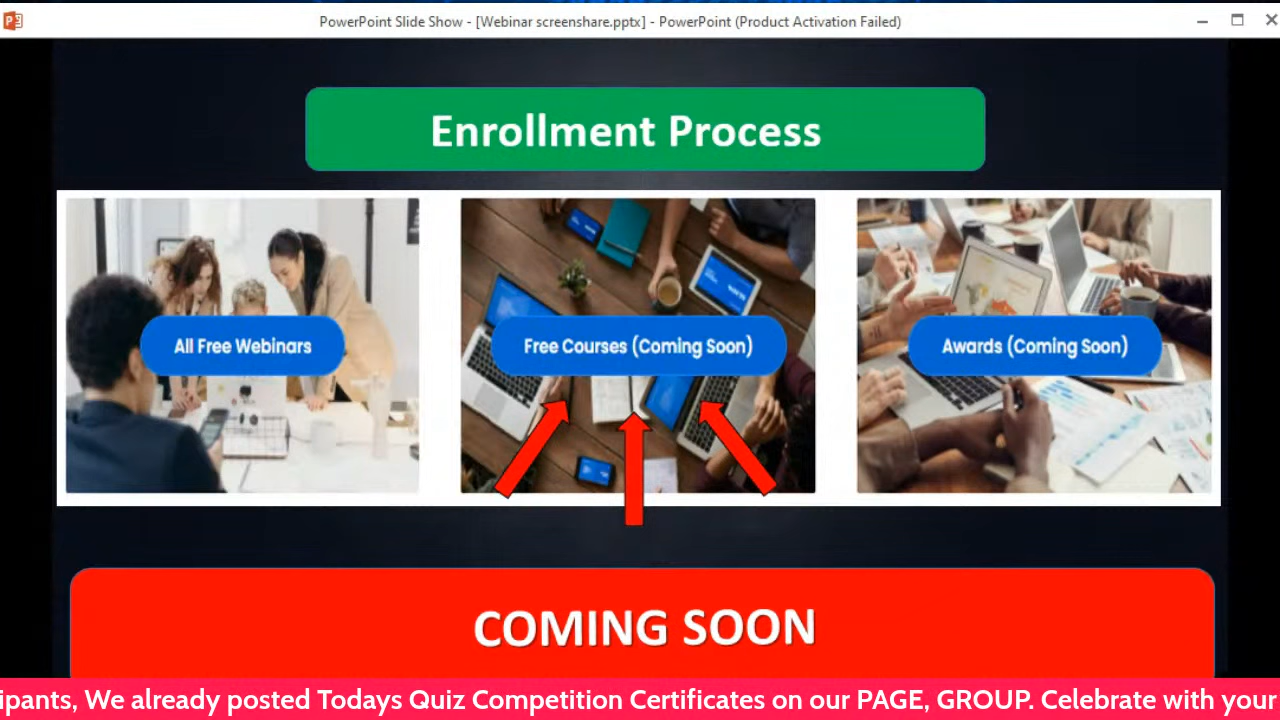 PowerPoint Slide Show - [Webinar screenshare.pptx] - PowerPoint (Product Activation Failed)
Enrollment Process
All Free Webinars
Free Courses (Coming Soon)
Awards (Coming Soon)
COMING SOON
ipants, We already posted Todays Quiz Competition Certificates on our PAGE, GROUP. Celebrate with your